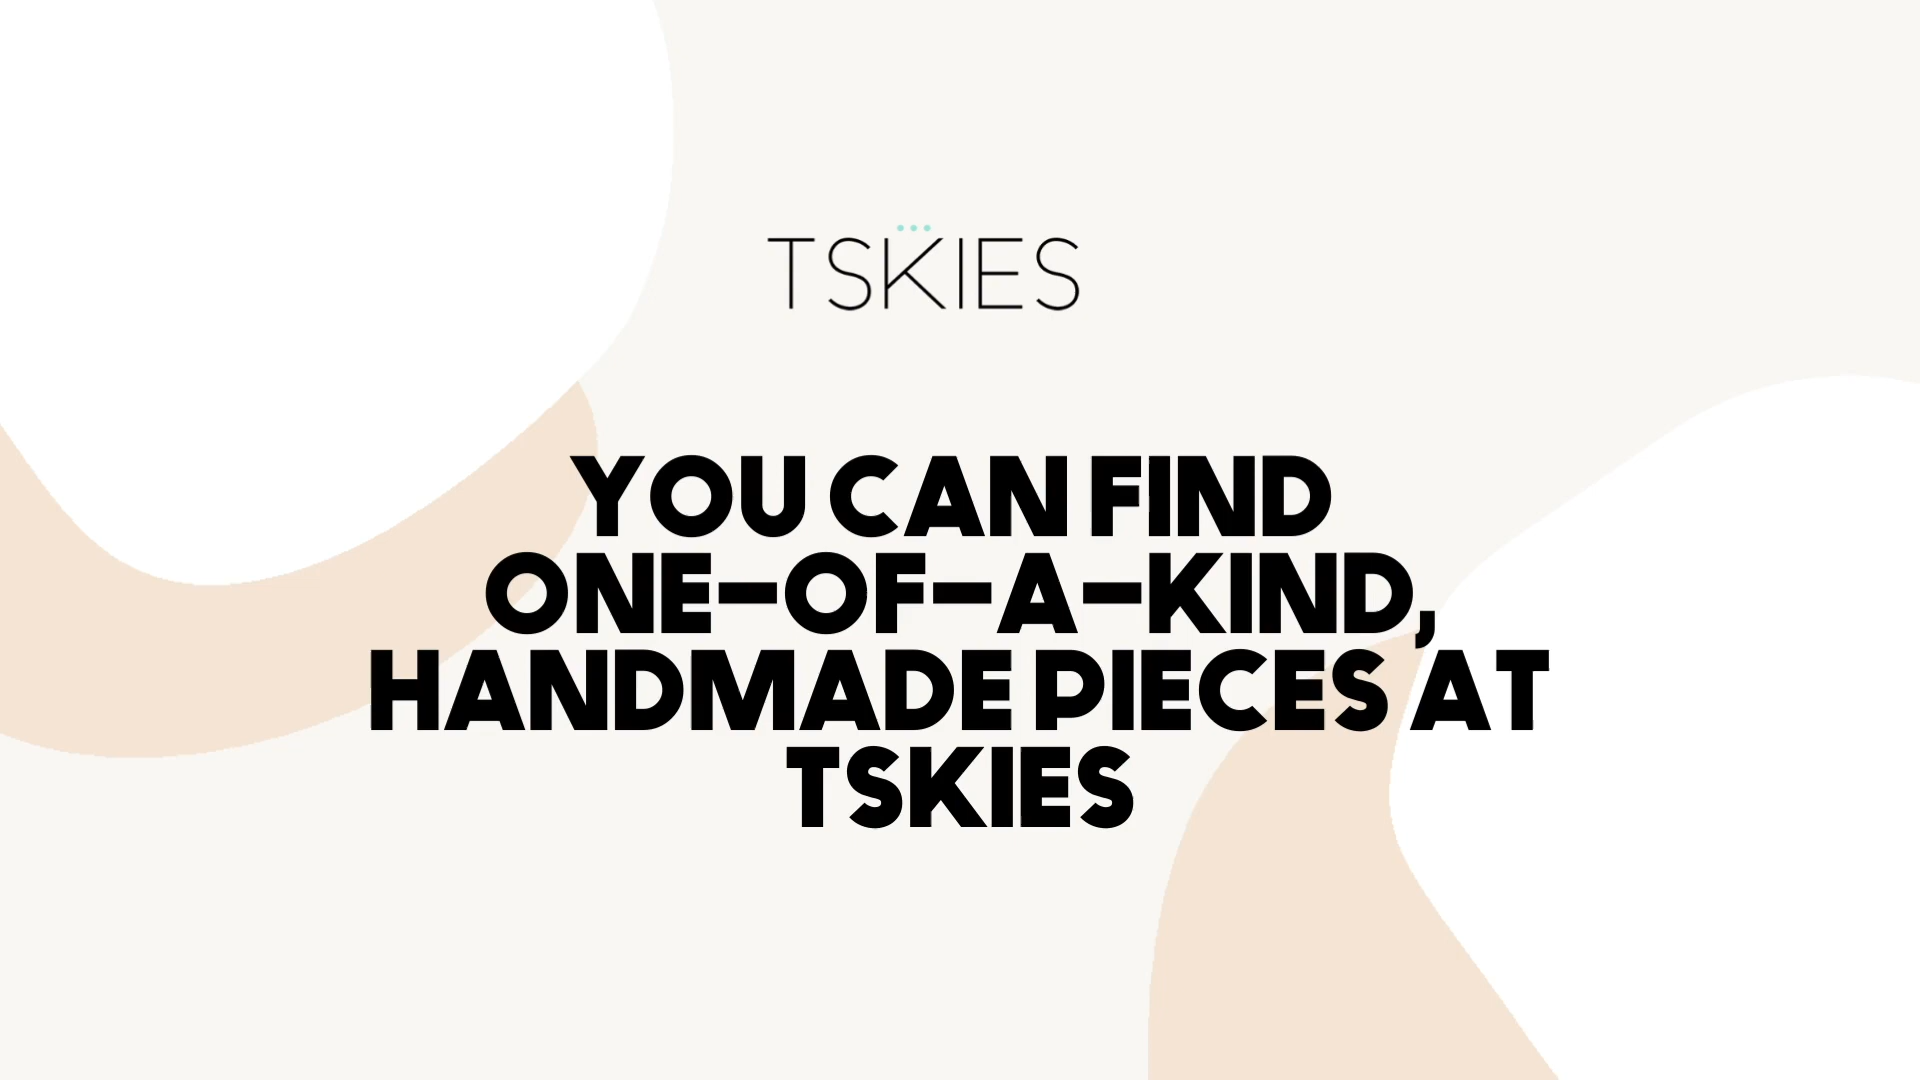 TSKIES
YOU CAN FIND
ONE-OF-A-KIND,
HANDMADE PIECES AT
TSKIES